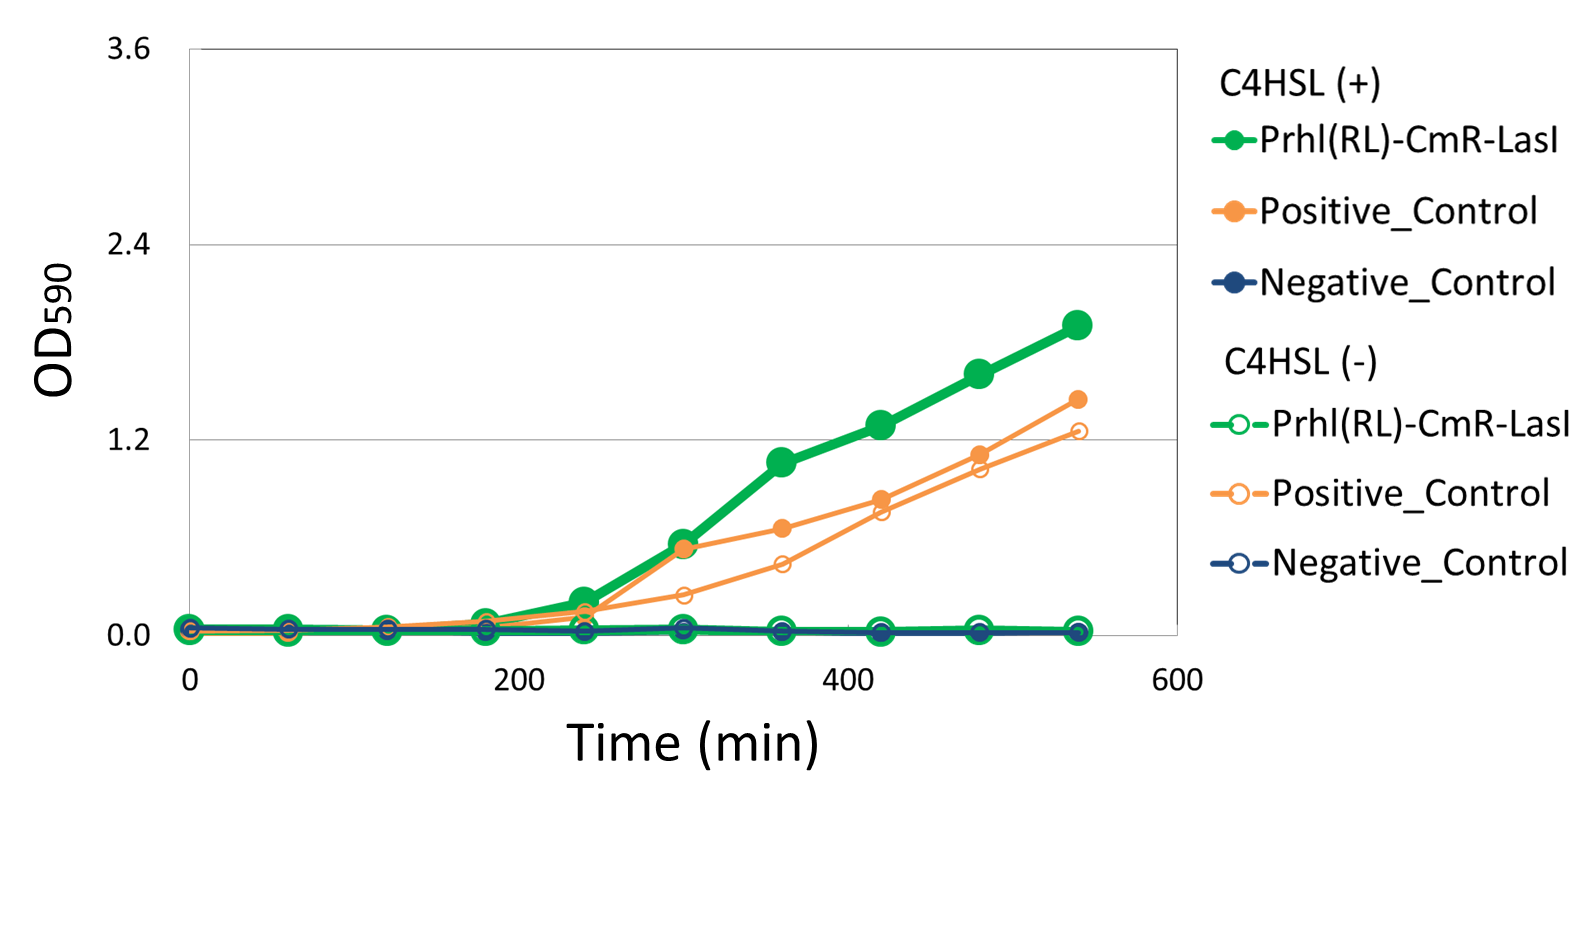 3.6
2.4
1.2
0.0
OD590
0 200 400 600
Time (min)
C4HSL (+)
Prhl(RL)-CmR-LasI
Positive_Control
Negative_Control
C4HSL (-)
Prhl(RL)-CmR-LasI
Positive_Control
Negative_Control